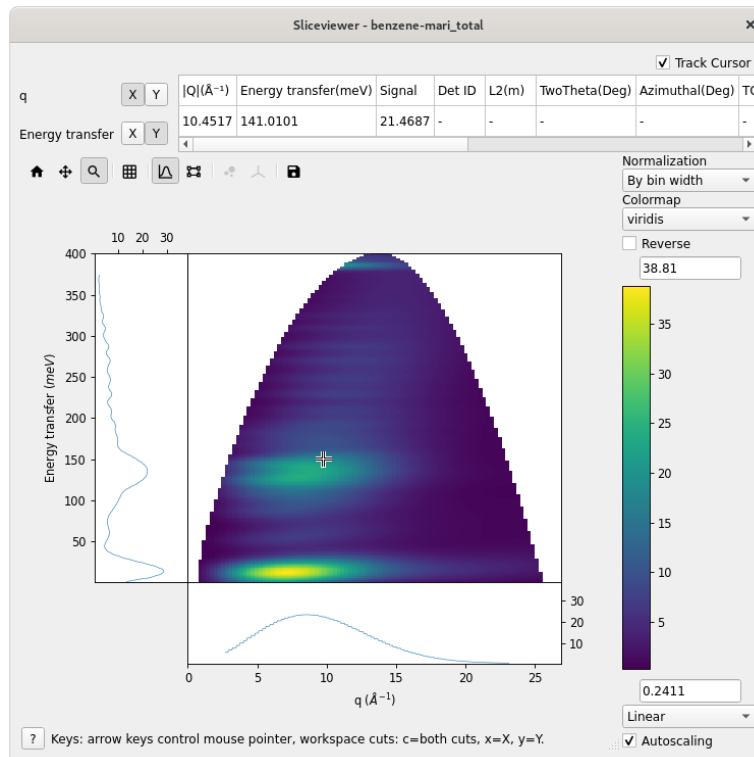 Sliceviewer - benzene-mari_total ×
Track Cursor
q X Y
Energy transfer X Y
|Q|(Å⁻¹) Energy transfer(meV) Signal Det ID L2(m) TwoTheta(Deg) Azimuthal(Deg)
10.4517 141.0101 21.4687 - - - - -
Normalization
By bin width
Colormap
viridis
Reverse
38.81
10 20 30
400
350
300
250
200
150
100
50
Energy transfer (meV)
30
20
10
0 5 10 15 20 25
q (Å⁻¹)
35
30
25
20
15
10
5
0.2411
Linear
Autoscaling
? Keys: arrow keys control mouse pointer, workspace cuts: c=both cuts, x=X, y=Y.